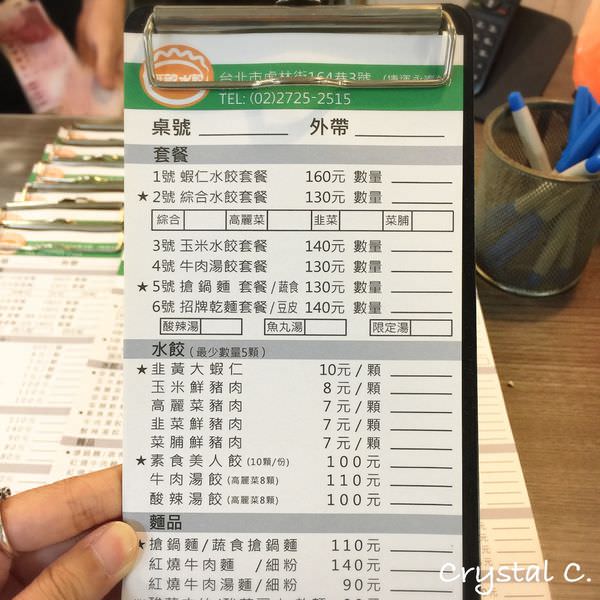 台北市虎林街164巷3號
TEL: (02)2725-2515
桌號 外帶
套餐
1號 蝦仁水餃套餐 160元 數量
★2號 綜合水餃套餐 130元 數量
綜合 高麗菜 韭菜 菜脯
3號 玉米水餃套餐 140元 數量
4號 牛肉湯餃套餐 130元 數量
★5號 搶鍋麵 套餐/蔬食 130元 數量
6號 招牌乾麵套餐/豆皮 140元 數量
酸辣湯 魚丸湯 限定湯
水餃(最少數量5顆)
★韭黃大蝦仁 10元/顆
玉米鮮豬肉 8元/顆
高麗菜豬肉 7元/顆
韭菜鮮豬肉 7元/顆
菜脯鮮豬肉 7元/顆
★素食美人餃(10顆/份) 100元
牛肉湯餃(高麗菜8顆) 110元
酸辣湯餃(高麗菜8顆) 100元
麵品
★搶鍋麵/蔬食搶鍋麵 110元
紅燒牛肉麵 /細粉 140元
紅燒牛肉湯麵/細粉 90元
Crystal C.